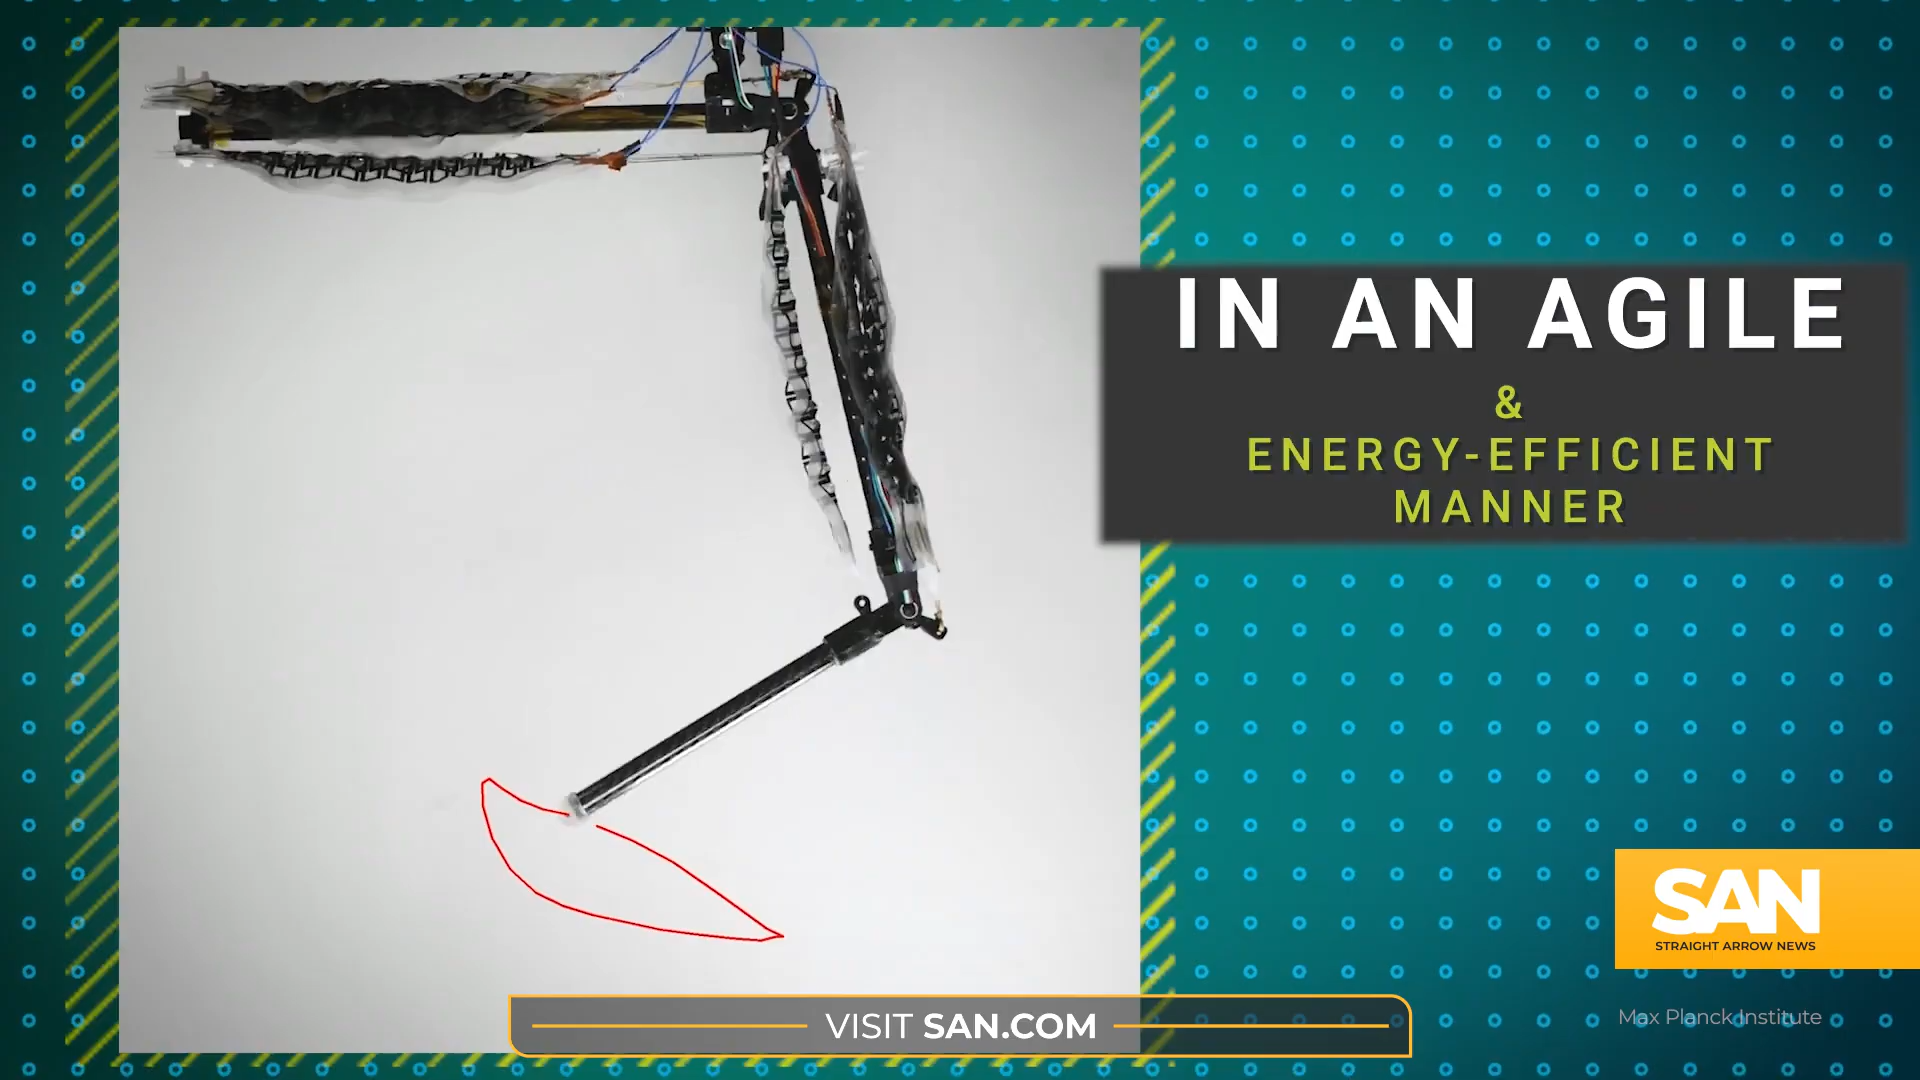 IN AN AGILE
&
ENERGY-EFFICIENT
MANNER
SAN
STRAIGHT ARROW NEWS
Max Planck Institute
VISIT SAN.COM